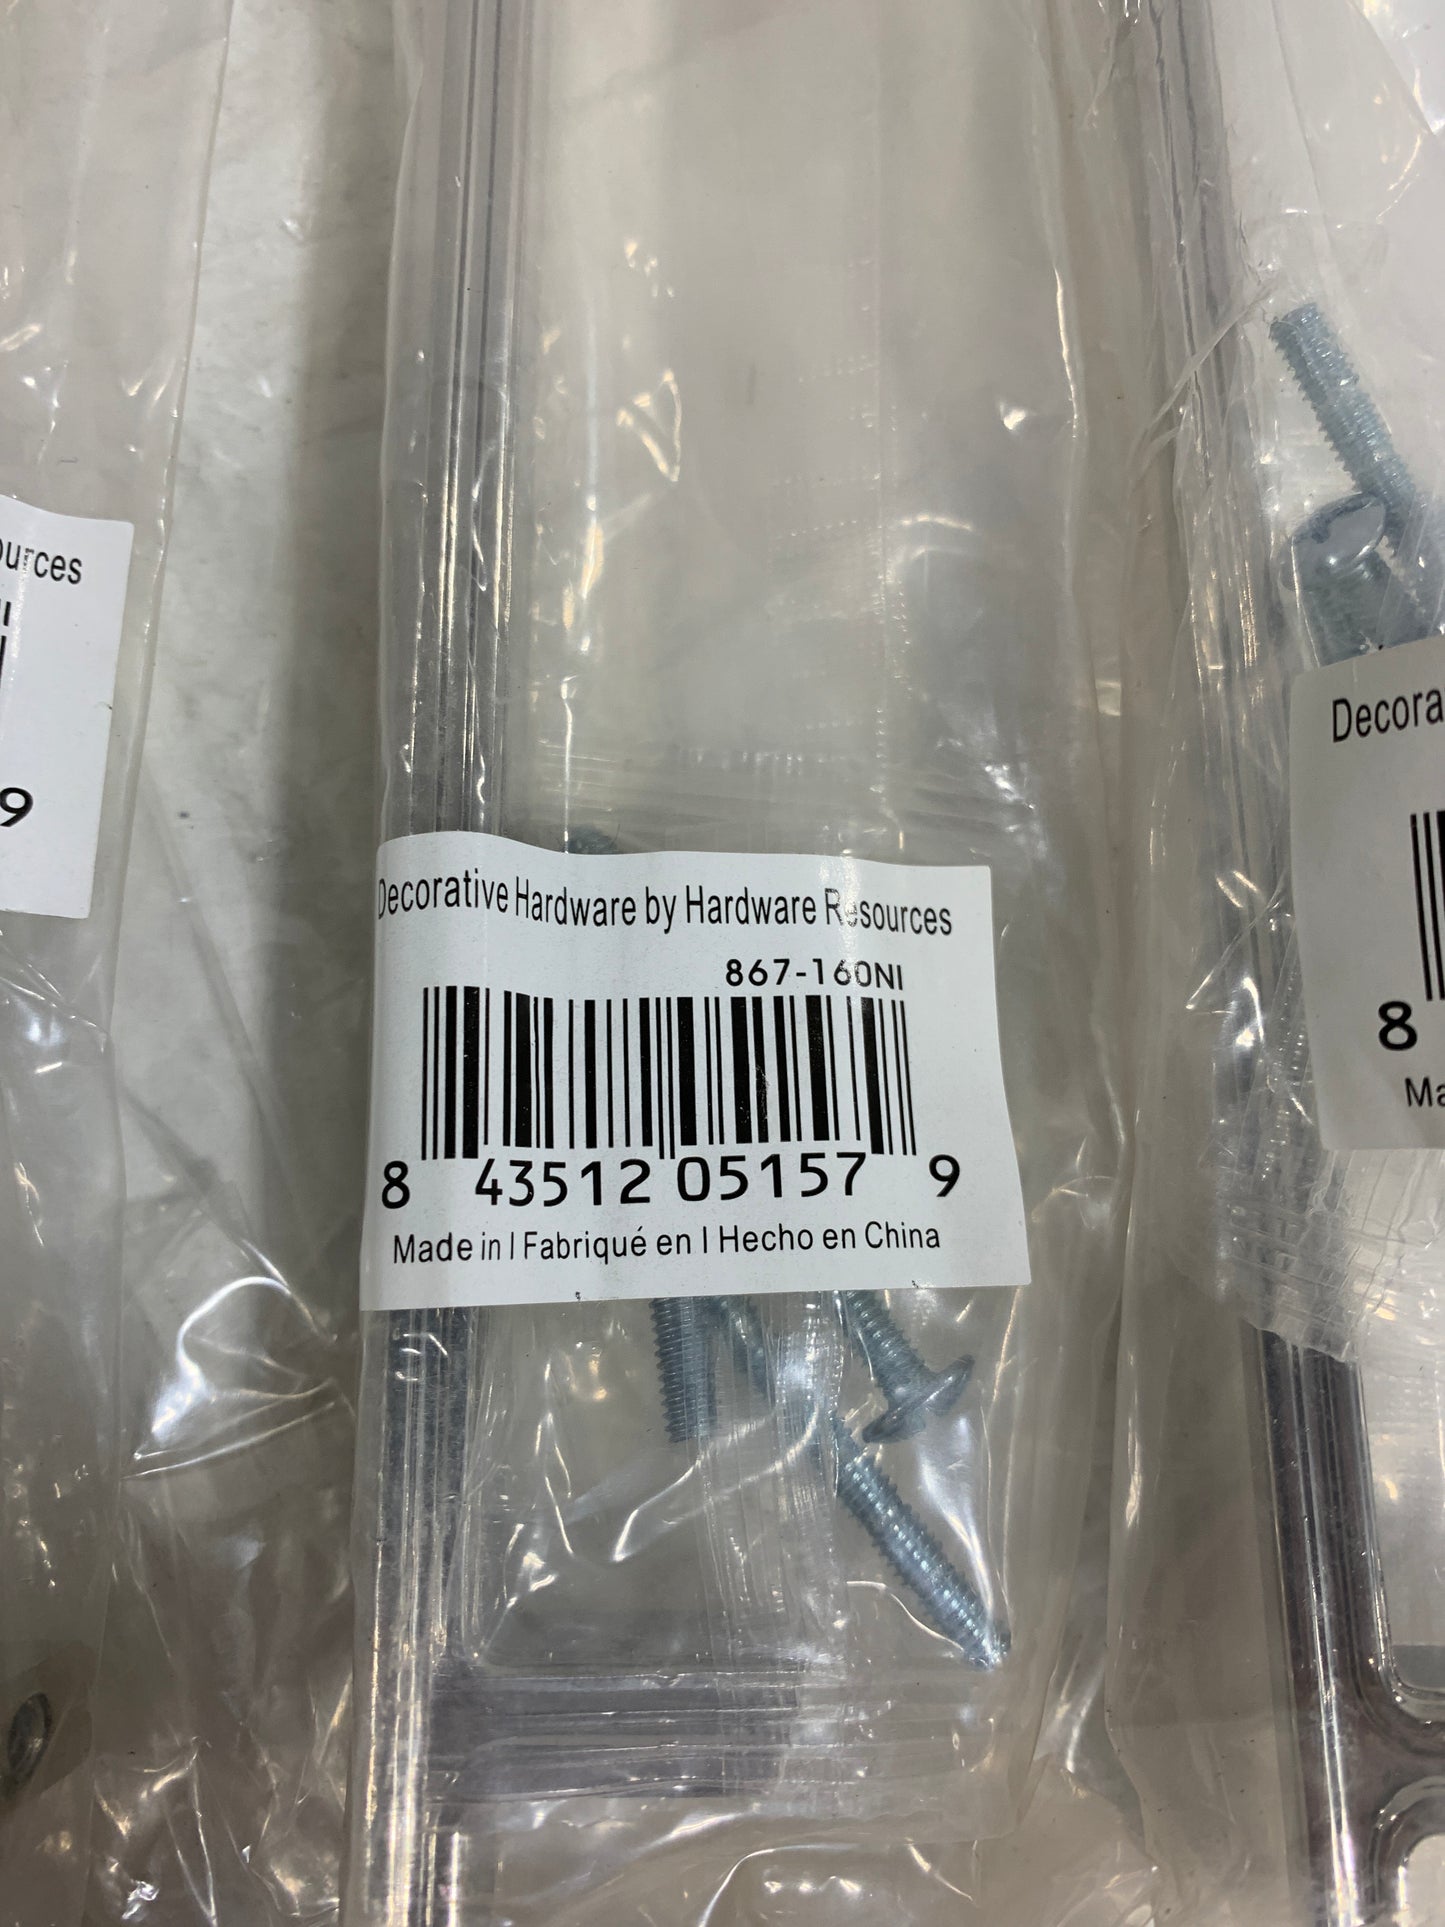 Decorative Hardware by Hardware Resources
867-160NI
8 43512 05157 9
Made in | Fabriqué en | Hecho en China
ources
NI
9
Decora
8
Ma